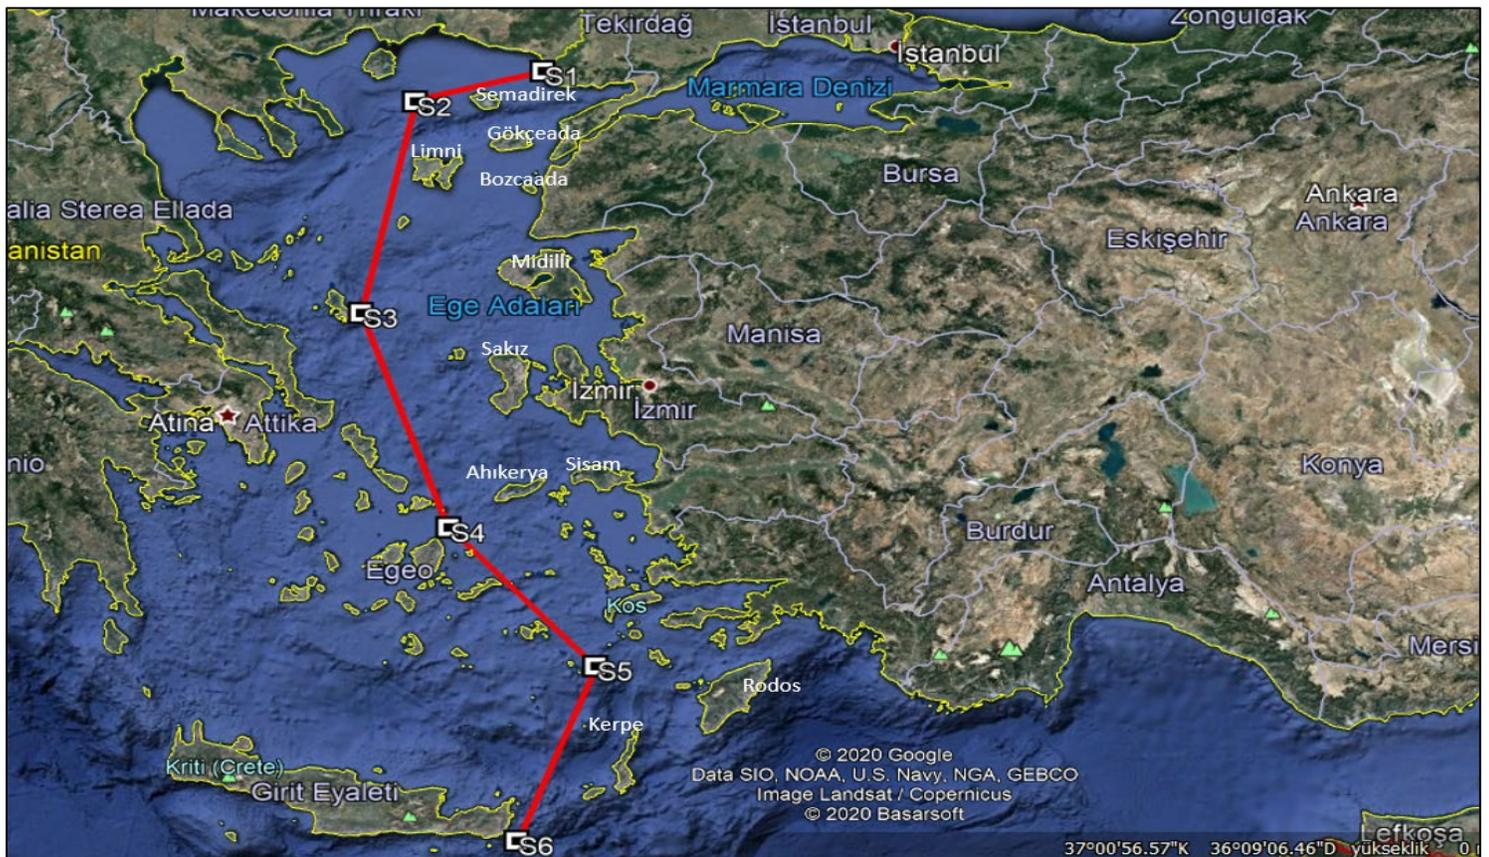 Makedonia Thraki
Tekirdağ
İstanbul
Zonguldak
İstanbul
S1
Marmara Denizi
Semadirek
S2
Gökçeada
Limni
Bozcaada
Bursa
Ankara
Ankara
alia Sterea Ellada
anistan
Eskişehir
Midilli
Ege Adaları
S3
Manisa
Sakız
İzmir
İzmir
Atina
Attika
nio
Ahıkerya
Sisam
Konya
S4
Burdur
Egeo
Antalya
Kos
Mersi
S5
Rodos
Kerpe
Kriti (Crete)
Girit Eyaleti
© 2020 Google
Data SIO, NOAA, U.S. Navy, NGA, GEBCO
Image Landsat / Copernicus
© 2020 Basarsoft
Lefkoşa
S6
37°00'56.57"K 36°09'06.46"D yükseklik 0